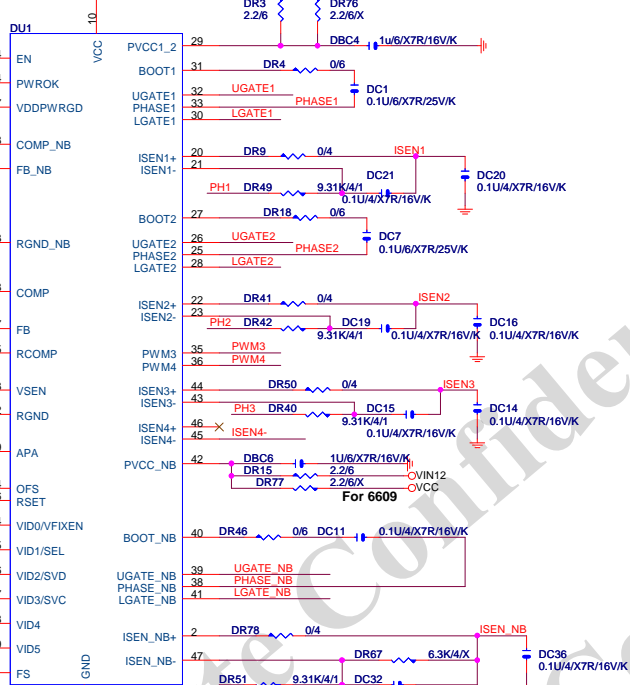 DR3 DR76
2.2/6 2.2/6/X
DU1
10
VCC
EN
PWROK
VDDPWRGD
COMP_NB
FB_NB
RGND_NB
COMP
FB
RCOMP
VSEN
RGND
APA
OFS
RSET
VID0/VFIXEN
VID1/SEL
VID2/SVD
VID3/SVC
VID4
VID5
FS
GND
PVCC1_2 29 DBC4 1u/6/X7R/16V/K
BOOT1 31 DR4 0/6
DC1
0.1U/6/X7R/25V/K
UGATE1 32 UGATE1
PHASE1 33 PHASE1
LGATE1 30 LGATE1
ISEN1+ 20 DR9 0/4 ISEN1
ISEN1- 21
DC21
0.1U/4/X7R/16V/K
DC20
0.1U/4/X7R/16V/K
PH1 DR49 9.31K/4/1
BOOT2 27 DR18 0/6
DC7
0.1U/6/X7R/25V/K
UGATE2 26 UGATE2
PHASE2 25 PHASE2
LGATE2 28 LGATE2
ISEN2+ 22 DR41 0/4 ISEN2
ISEN2- 23
PH2 DR42 DC19
9.31K/4/1 0.1U/4/X7R/16V/K
DC16
0.1U/4/X7R/16V/K
PWM3 35 PWM3
PWM4 36 PWM4
ISEN3+ 44 DR50 0/4 ISEN3
ISEN3- 43
PH3 DR40 DC15
9.31K/4/1
0.1U/4/X7R/16V/K
DC14
0.1U/4/X7R/16V/K
ISEN4+ 46
ISEN4- 45 ISEN4-
PVCC_NB 42 DBC6 1U/6/X7R/16V/K
DR15 2.2/6 VIN12
DR77 2.2/6/X VCC
For 6609
BOOT_NB 40 DR46 0/6 DC11 0.1U/4/X7R/16V/K
UGATE_NB 39 UGATE_NB
PHASE_NB 38 PHASE_NB
LGATE_NB 41 LGATE_NB
ISEN_NB+ 2 DR78 0/4 ISEN_NB
ISEN_NB- 47 DR67 6.3K/4/X
DC36
0.1U/4/X7R/16V/K
DR51 9.31K/4/1 DC32